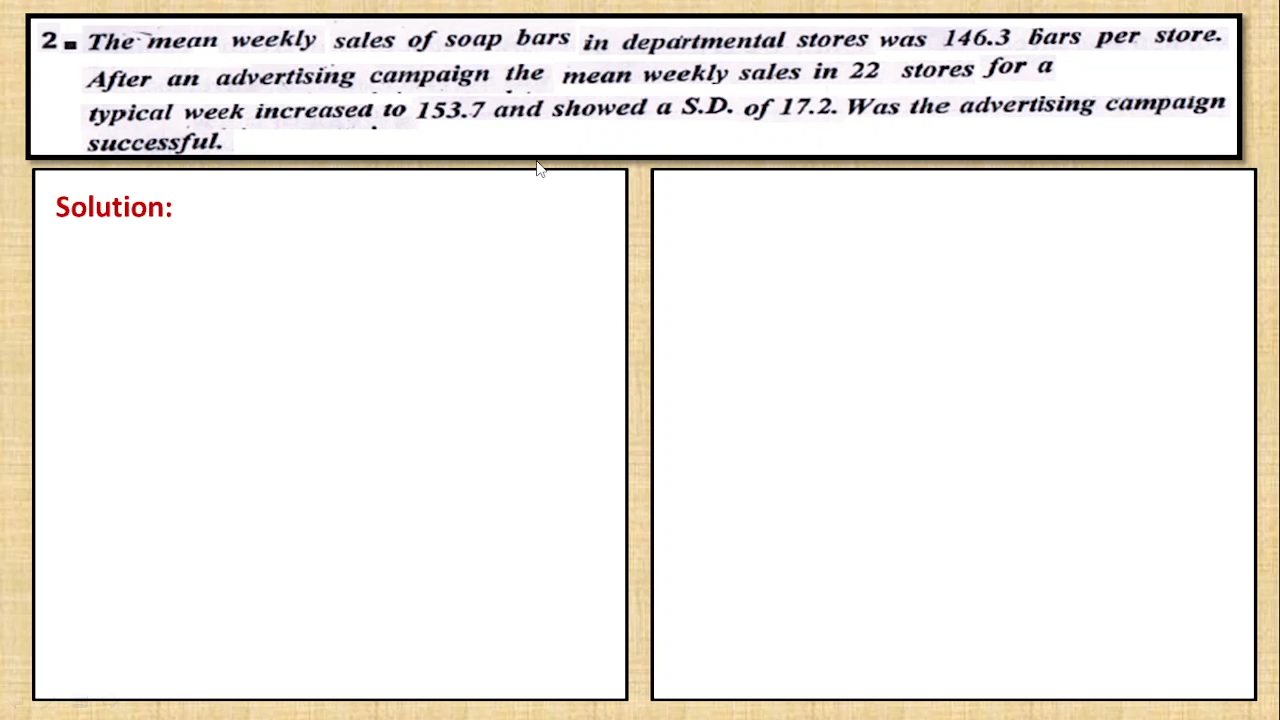 2. The mean weekly sales of soap bars in departmental stores was 146.3 bars per store.
After an advertising campaign the mean weekly sales in 22 stores for a
typical week increased to 153.7 and showed a S.D. of 17.2. Was the advertising campaign
successful.
Solution: